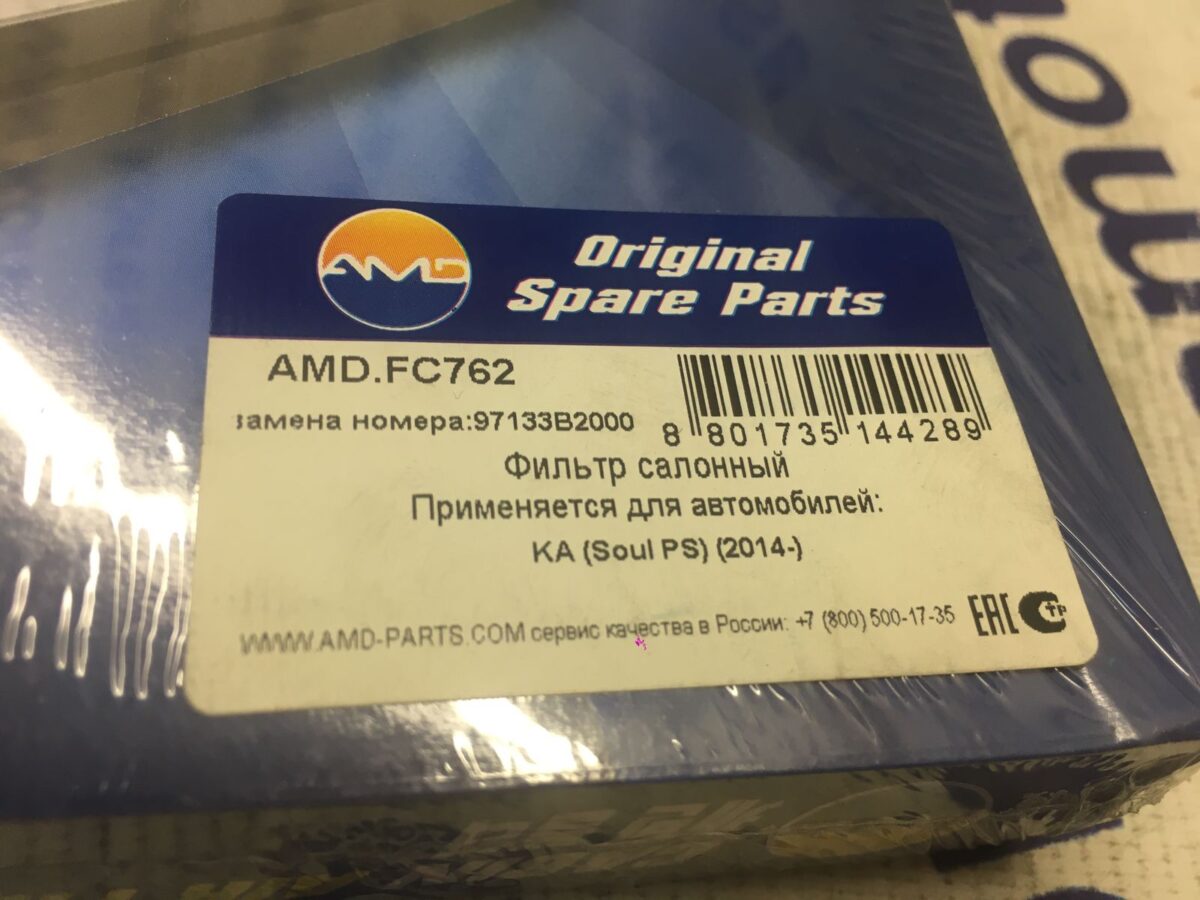 AMD
Original
Spare Parts
AMD.FC762
замена номера:97133B2000
8 801735 144289
Фильтр салонный
Применяется для автомобилей:
KA (Soul PS) (2014-)
WWW.AMD-PARTS.COM сервис качества в России: +7 (800) 500-17-35
EAC